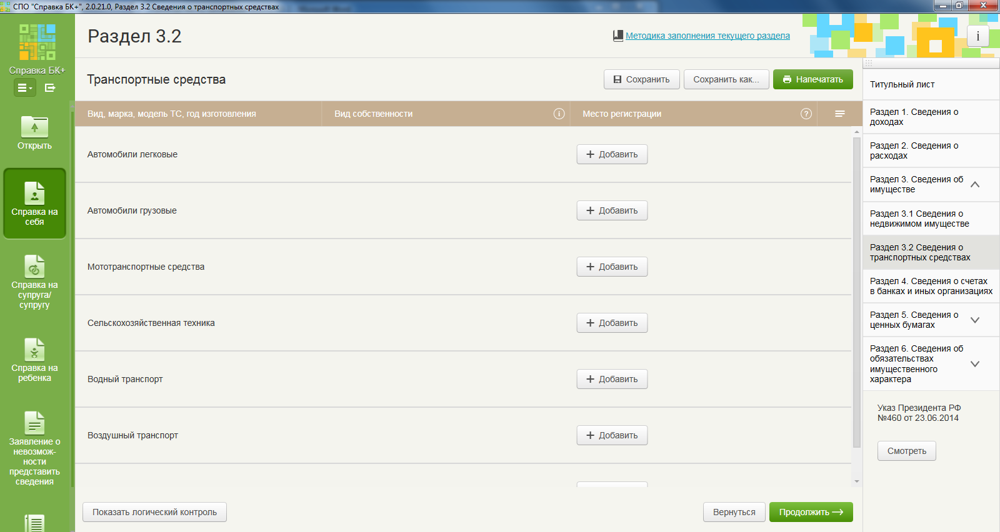 СПО "Справка БК+", 2.0.21.0, Раздел 3.2 Сведения о транспортных средствах
Справка БК+
Открыть
Справка на
себя
Справка на
супруга/
супругу
Справка на
ребенка
Заявление о
невозмож-
ности
представить
сведения
Раздел 3.2
Методика заполнения текущего раздела
i
Транспортные средства
Сохранить
Сохранить как...
Напечатать
Вид, марка, модель ТС, год изготовления
Вид собственности
i
Место регистрации
?
Автомобили легковые
+ Добавить
Автомобили грузовые
+ Добавить
Мототранспортные средства
+ Добавить
Сельскохозяйственная техника
+ Добавить
Водный транспорт
+ Добавить
Воздушный транспорт
+ Добавить
Показать логический контроль
Вернуться
Продолжить
Титульный лист
Раздел 1. Сведения о
доходах
Раздел 2. Сведения о
расходах
Раздел 3. Сведения об
имуществе
Раздел 3.1 Сведения о
недвижимом имуществе
Раздел 3.2 Сведения о
транспортных средствах
Раздел 4. Сведения о счетах
в банках и иных организациях
Раздел 5. Сведения о
ценных бумагах
Раздел 6. Сведения об
обязательствах
имущественного
характера
Указ Президента РФ
№460 от 23.06.2014
Смотреть